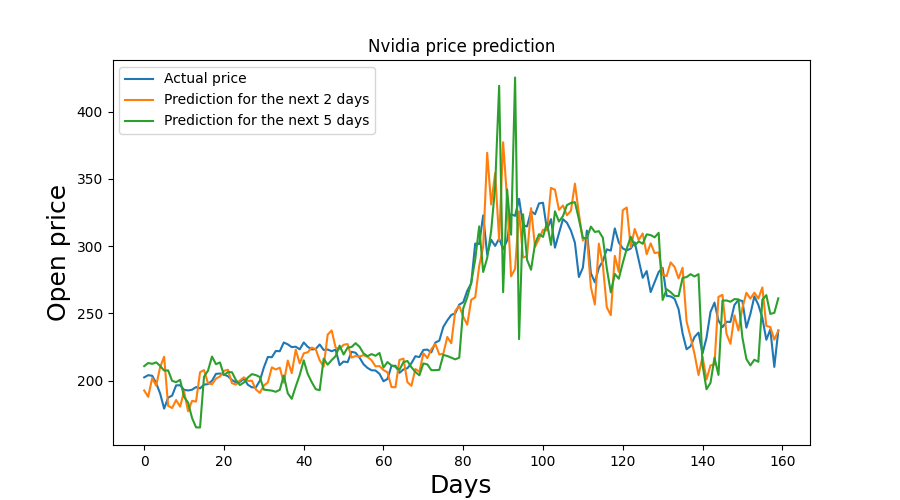 Nvidia price prediction
Actual price
Prediction for the next 2 days
Prediction for the next 5 days
Open price
400
350
300
250
200
0 20 40 60 80 100 120 140 160
Days